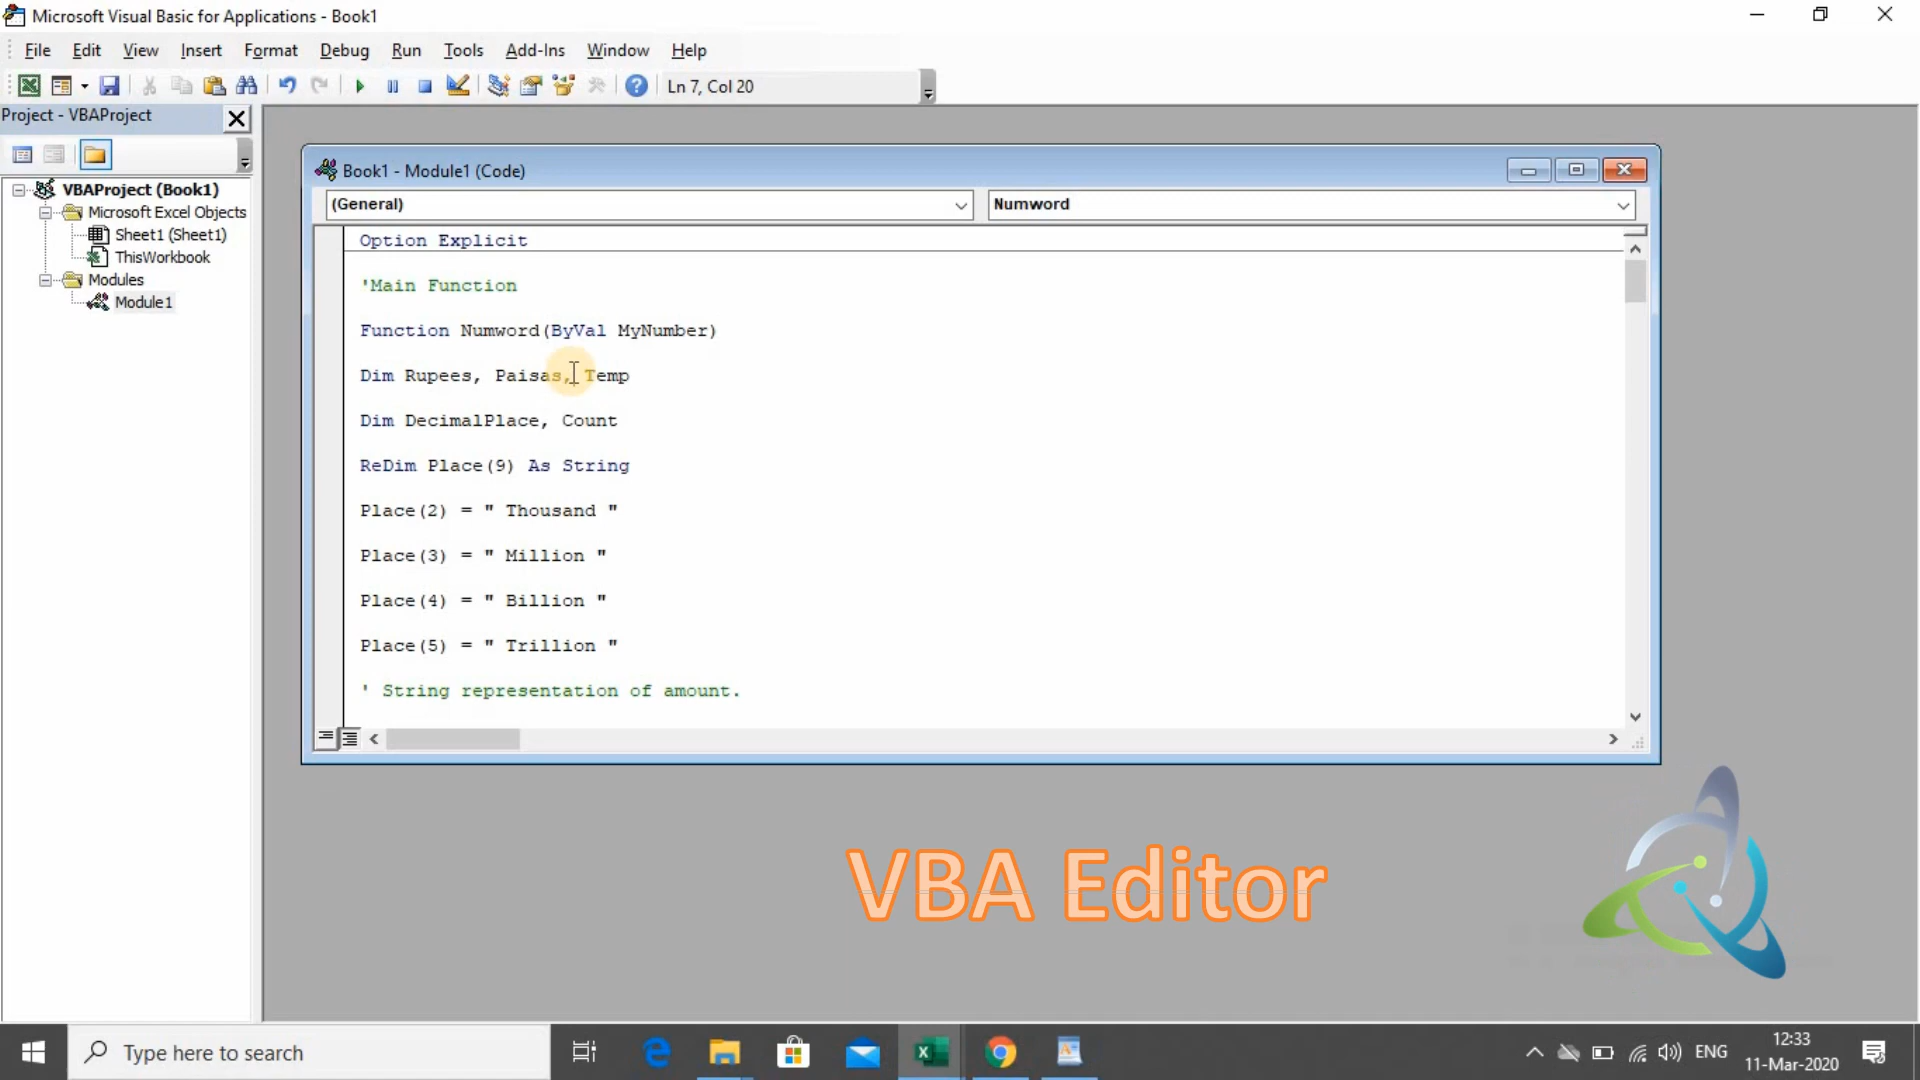 Microsoft Visual Basic for Applications - Book1
File Edit View Insert Format Debug Run Tools Add-Ins Window Help
Ln 7, Col 20
Project - VBAProject
VBAProject (Book1)
Microsoft Excel Objects
Sheet1 (Sheet1)
ThisWorkbook
Modules
Module1
Book1 - Module1 (Code)
(General) Numword
Option Explicit
'Main Function
Function Numword(ByVal MyNumber)
Dim Rupees, Paisas, Temp
Dim DecimalPlace, Count
ReDim Place(9) As String
Place(2) = " Thousand "
Place(3) = " Million "
Place(4) = " Billion "
Place(5) = " Trillion "
' String representation of amount.
VBA Editor
Type here to search
ENG
12:33
11-Mar-2020